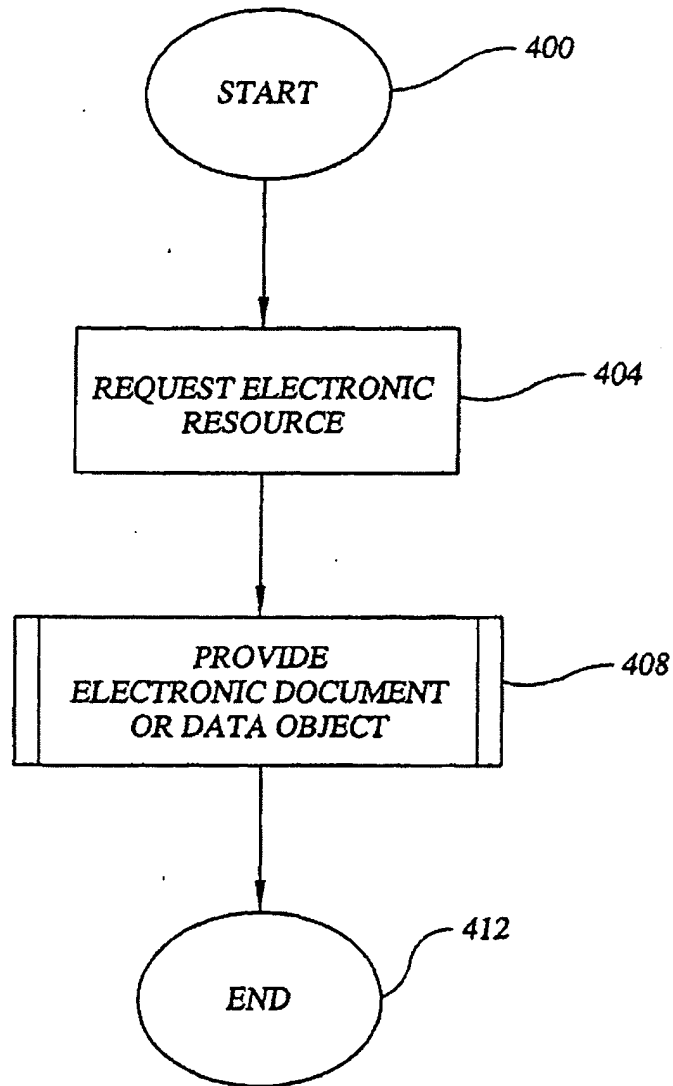 START
400
REQUEST ELECTRONIC
RESOURCE
404
PROVIDE
ELECTRONIC DOCUMENT
OR DATA OBJECT
408
END
412